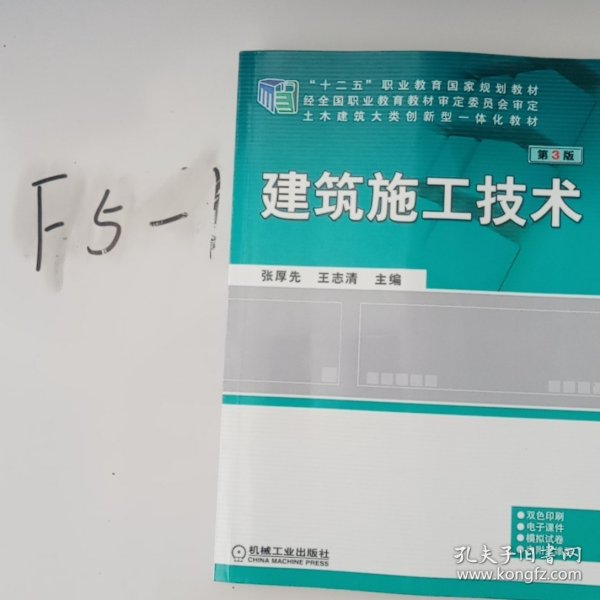 F5-1
"十二五"职业教育国家规划教材
经全国职业教育教材审定委员会审定
土木建筑大类创新型一体化教材
第3版
建筑施工技术
张厚先 王志清 主编
●双色印刷
●电子课件
●模拟试卷
机械工业出版社
CHINA MACHINE PRESS
孔夫子旧书网
www.kongfz.com